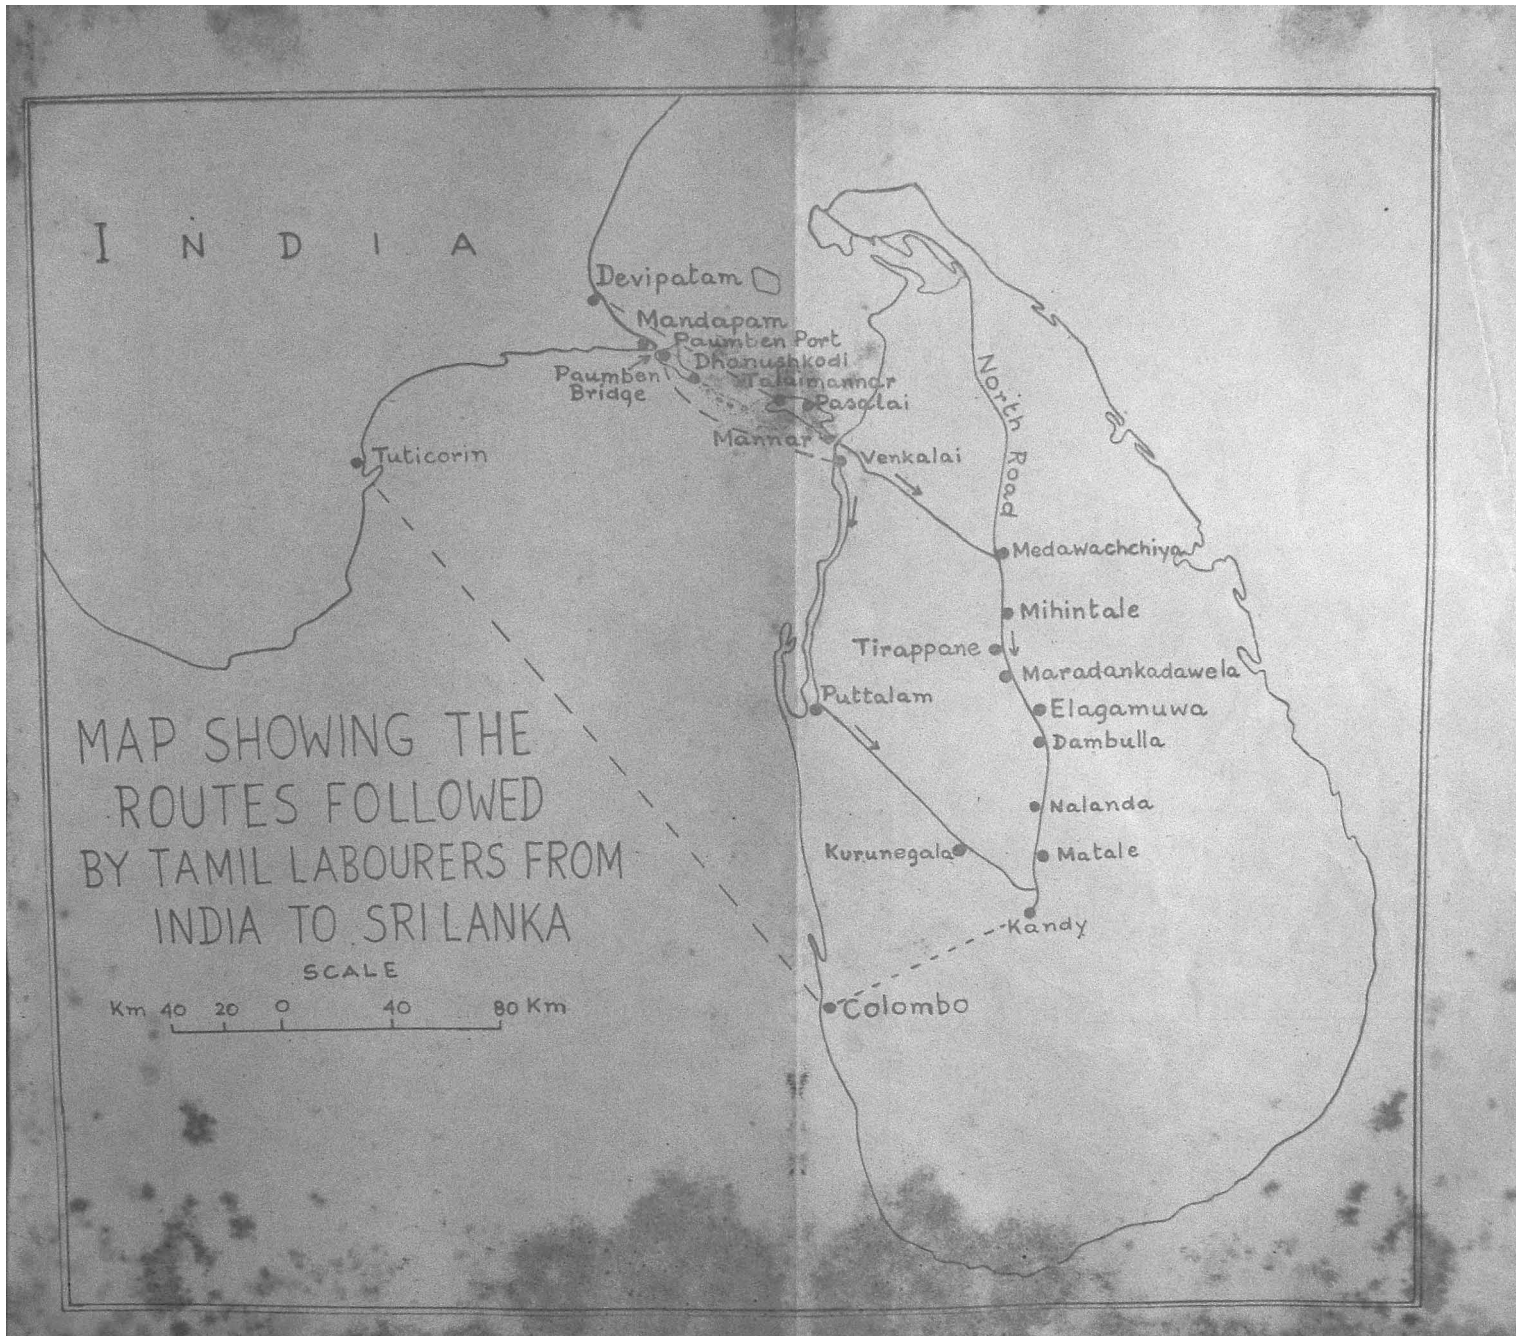 INDIA
Devipatam
Mandapam
Paumben Port
Dhanushkodi
Talaimannar
Paumben
Bridge
Pasalai
Mannar
Venkalai
Tuticorin
North Road
Medawachchiya
Mihintale
Tirappane
Maradankadawela
Puttalam
Elagamuwa
Dambulla
Nalanda
Kurunegala
Matale
Kandy
Colombo
MAP SHOWING THE
ROUTES FOLLOWED
BY TAMIL LABOURERS FROM
INDIA TO SRI LANKA
SCALE
Km 40 20 0 40 80 Km